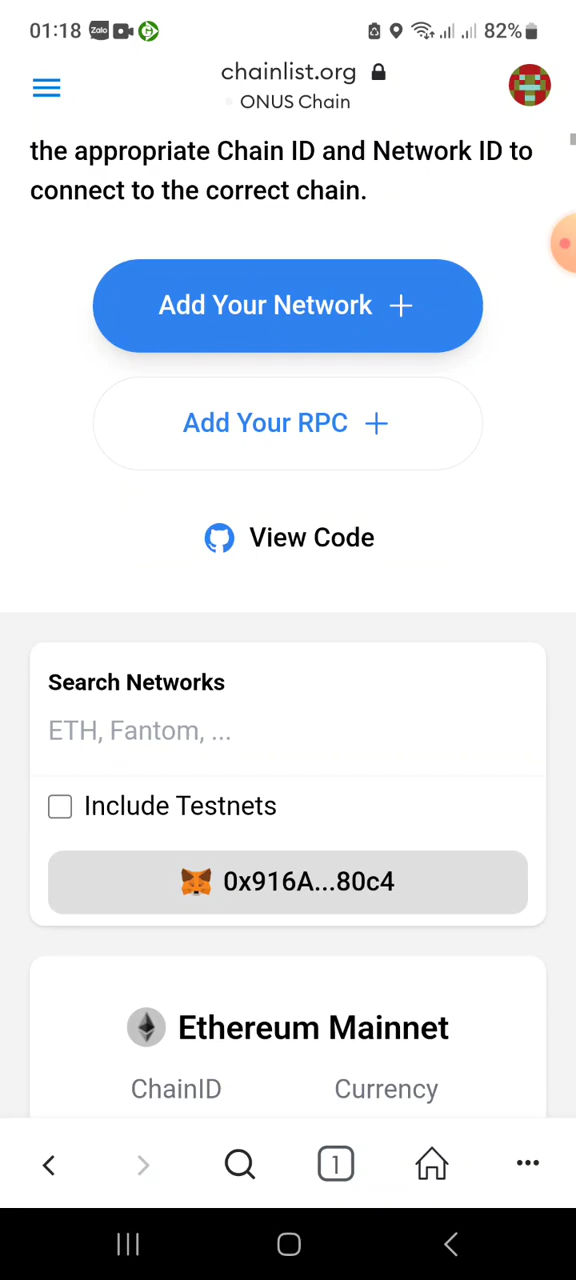 01:18 Zalo 82%
chainlist.org
ONUS Chain
the appropriate Chain ID and Network ID to
connect to the correct chain.
Add Your Network
Add Your RPC
View Code
Search Networks
ETH, Fantom, ...
Include Testnets
0x916A...80c4
Ethereum Mainnet
ChainID Currency
1